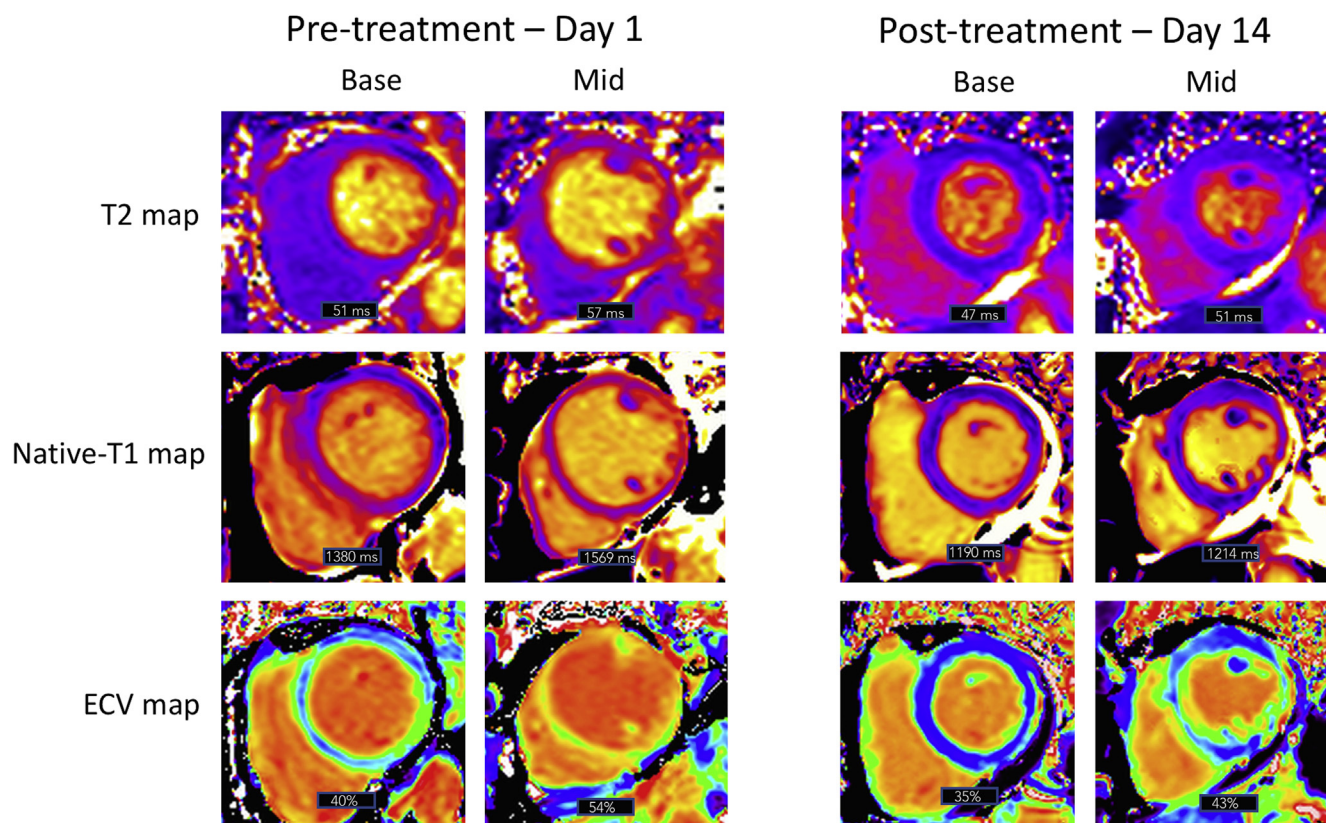 Pre-treatment – Day 1
Post-treatment – Day 14
Base
Mid
Base
Mid
T2 map
51 ms
57 ms
47 ms
51 ms
Native-T1 map
1380 ms
1569 ms
1190 ms
1214 ms
ECV map
40%
54%
35%
43%